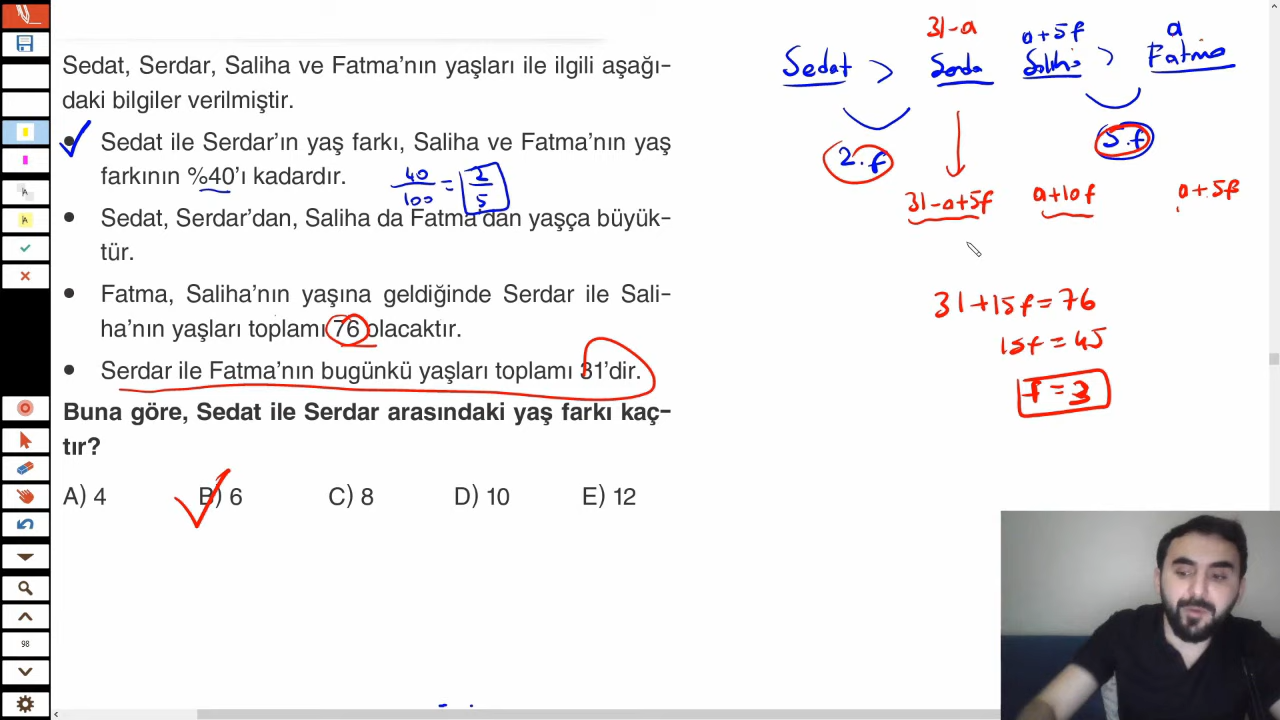 Sedat, Serdar, Saliha ve Fatma'nın yaşları ile ilgili aşağı-
daki bilgiler verilmiştir.
• Sedat ile Serdar'ın yaş farkı, Saliha ve Fatma'nın yaş
farkının %40'ı kadardır.
40/100 = 2/5
• Sedat, Serdar'dan, Saliha da Fatma'dan yaşça büyük-
tür.
• Fatma, Saliha'nın yaşına geldiğinde Serdar ile Sali-
ha'nın yaşları toplamı 76 olacaktır.
• Serdar ile Fatma'nın bugünkü yaşları toplamı 31'dir.
Buna göre, Sedat ile Serdar arasındaki yaş farkı kaç-
tır?
A) 4 B) 6 C) 8 D) 10 E) 12
31-a a+5f a
Sedat > Serda Saliha > Fatma
2.f 5.f
31-a+5f a+10f a+5f
31+15f=76
15f=45
f=3
A
A
98